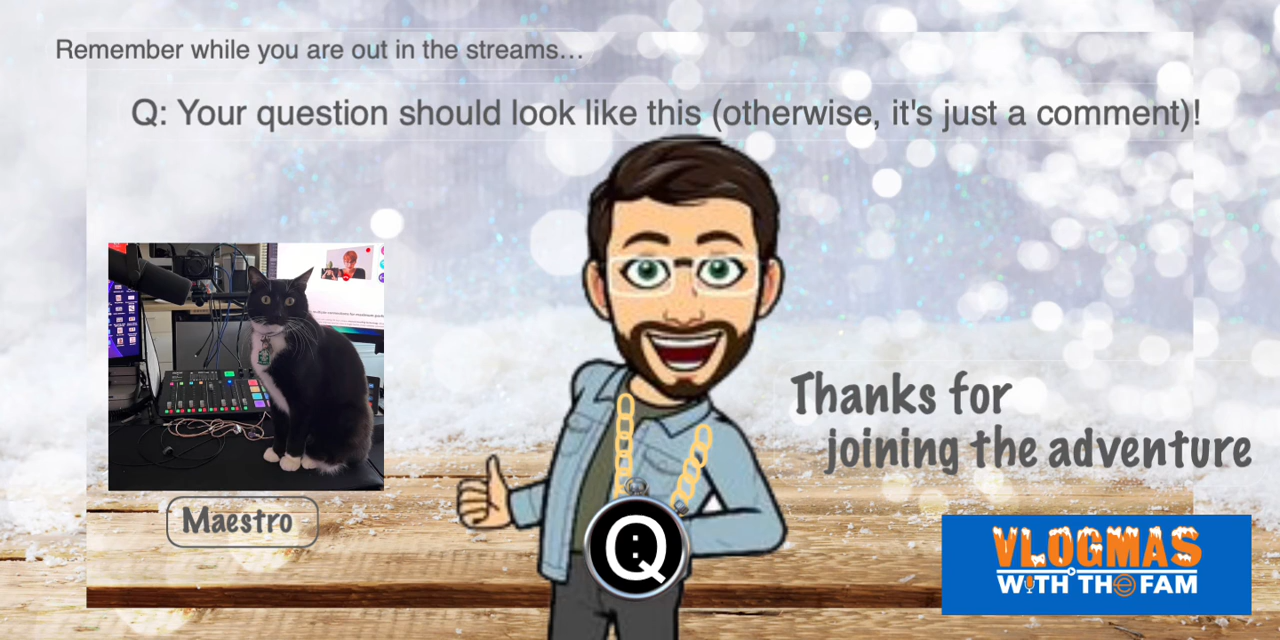 Remember while you are out in the streams…
Q: Your question should look like this (otherwise, it's just a comment)!
Thanks for
joining the adventure
Maestro
Q:
VLOGMAS
WITH THe FAM